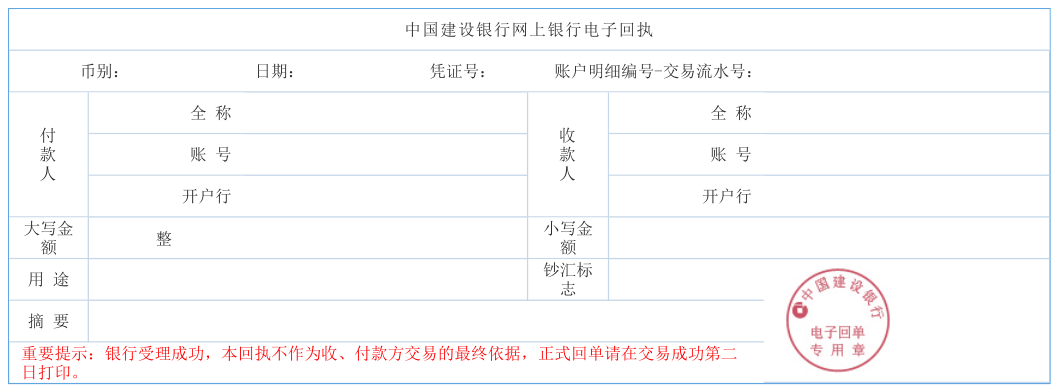 中国建设银行网上银行电子回执
币别： 日期： 凭证号： 账户明细编号-交易流水号：
付款人
全 称
账 号
开户行
收款人
全 称
账 号
开户行
大写金额
整
小写金额
用 途
钞汇标志
摘 要
中国建设银行
电子回单
专用章
重要提示：银行受理成功，本回执不作为收、付款方交易的最终依据，正式回单请在交易成功第二
日打印。